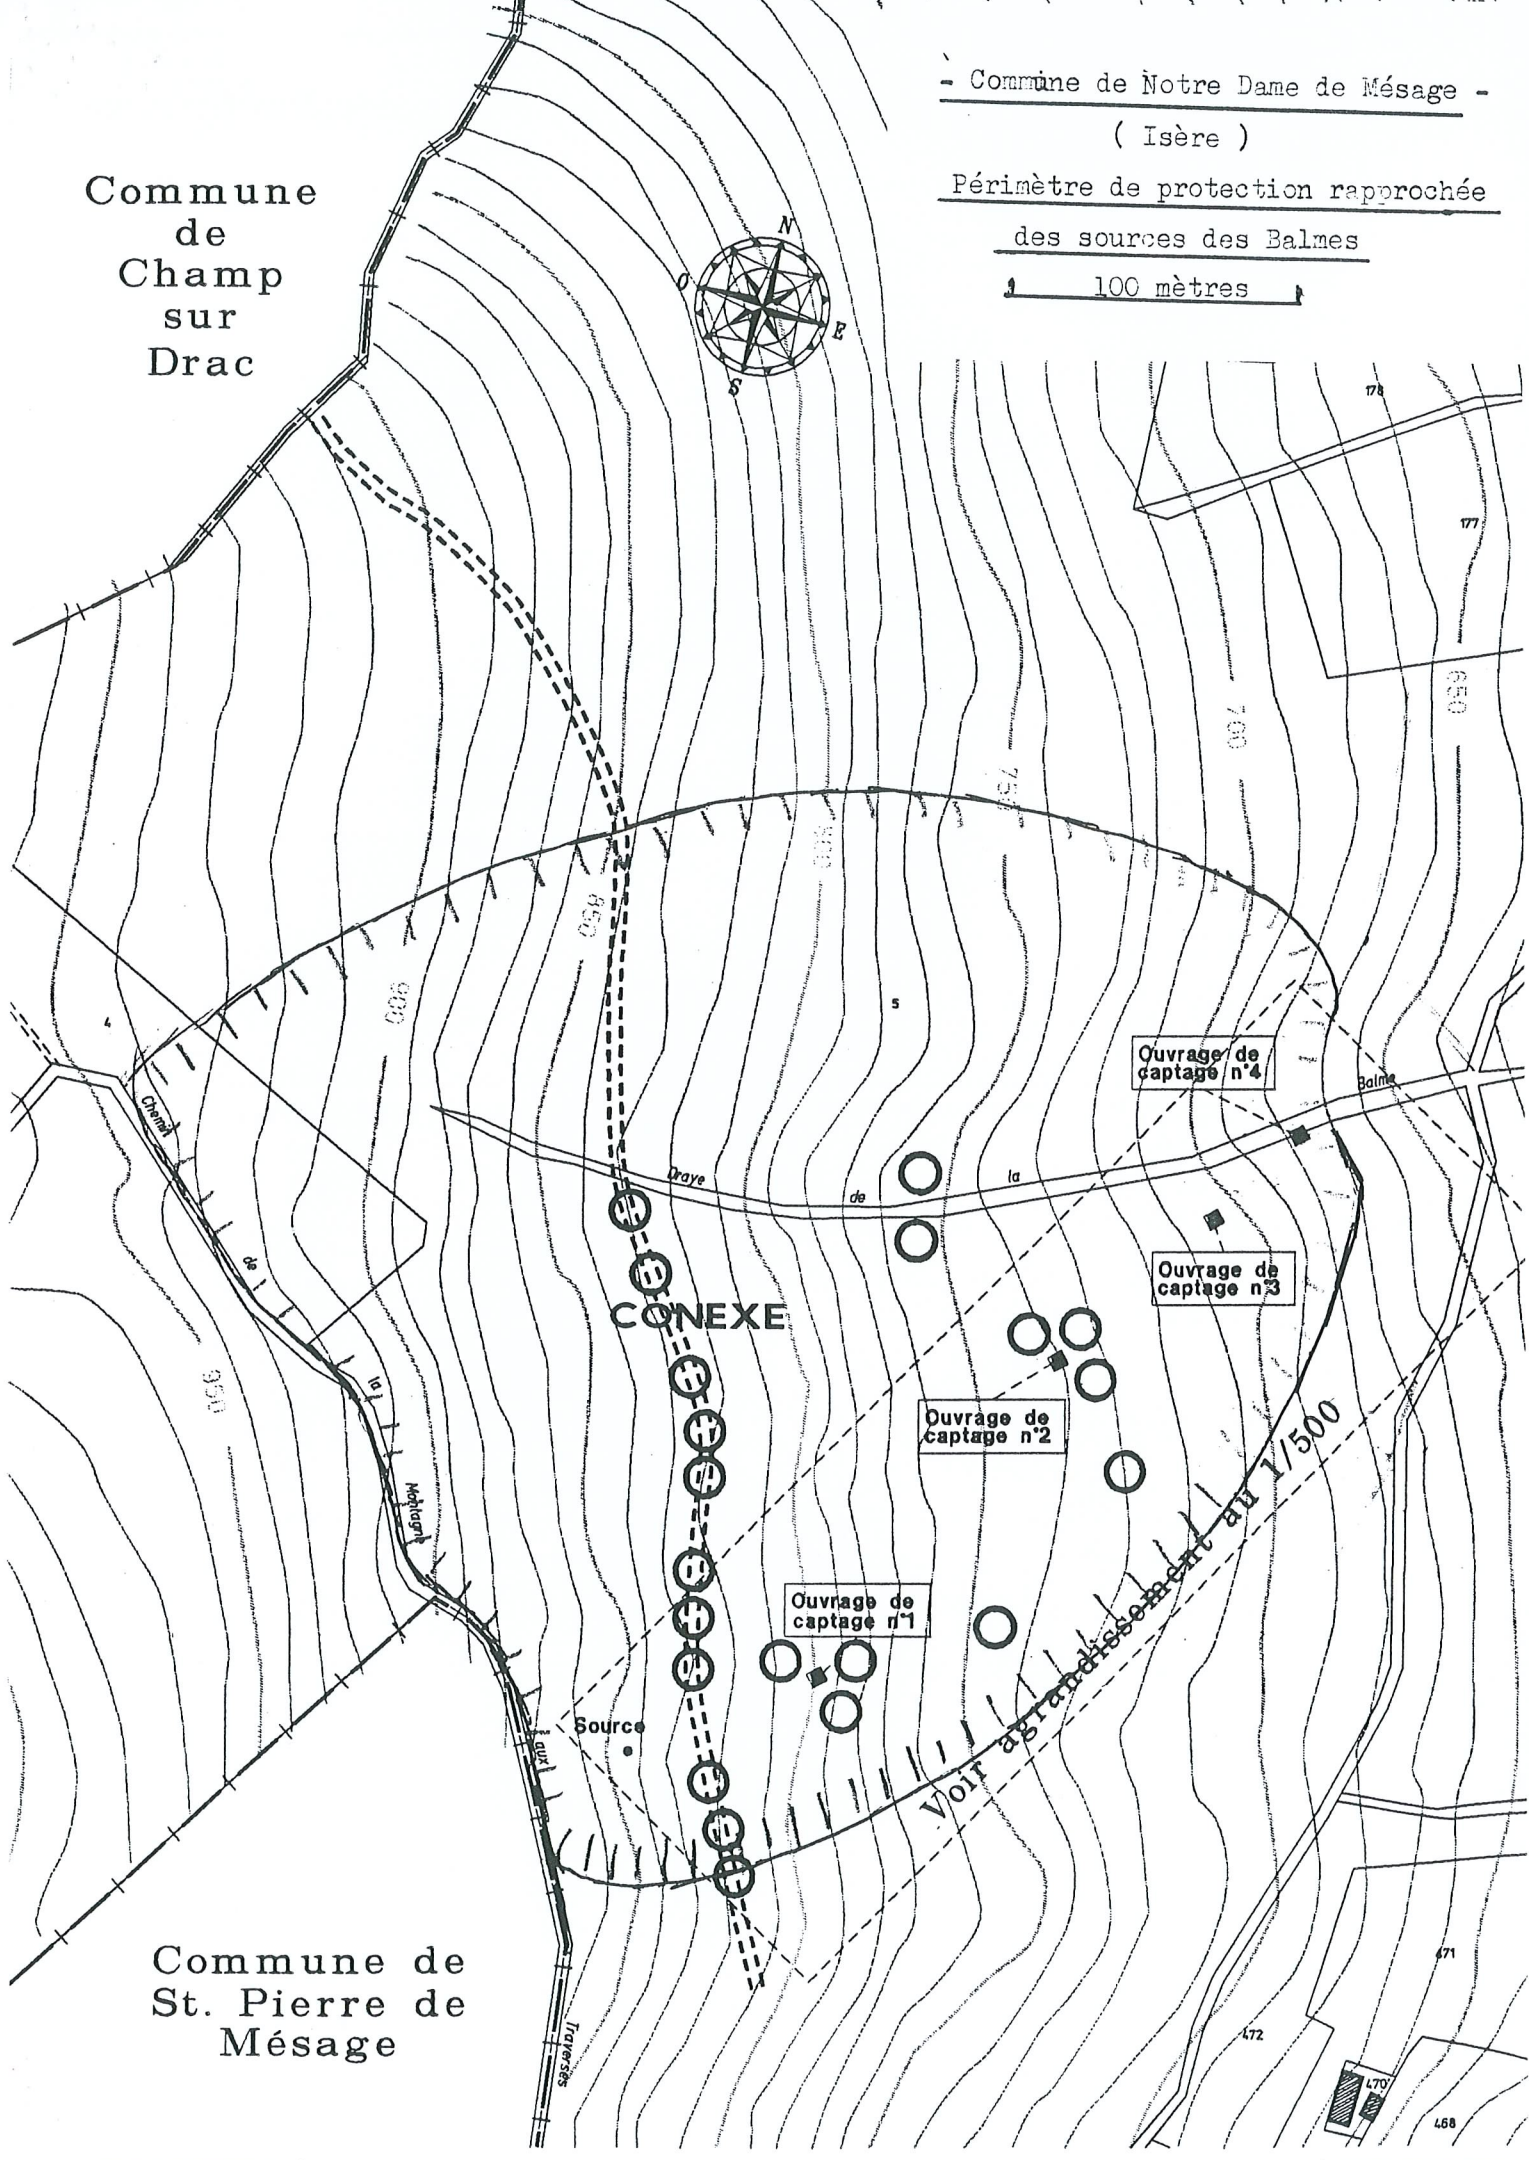 - Commune de Notre Dame de Mésage -
( Isère )
Périmètre de protection rapprochée
des sources des Balmes
100 mètres
Commune
de
Champ
sur
Drac
N
O
E
S
178
177
650
700
750
800
850
900
950
4
5
Ouvrage de
captage n°4
Balme
Chemin
de
la
Montagne
aux
Traverses
Draye
de
la
Ouvrage de
captage n°3
CONEXE
Ouvrage de
captage n°2
Voir agrandissement au 1/500
Ouvrage de
captage n°1
Source
Commune de
St. Pierre de
Mésage
471
472
470
468